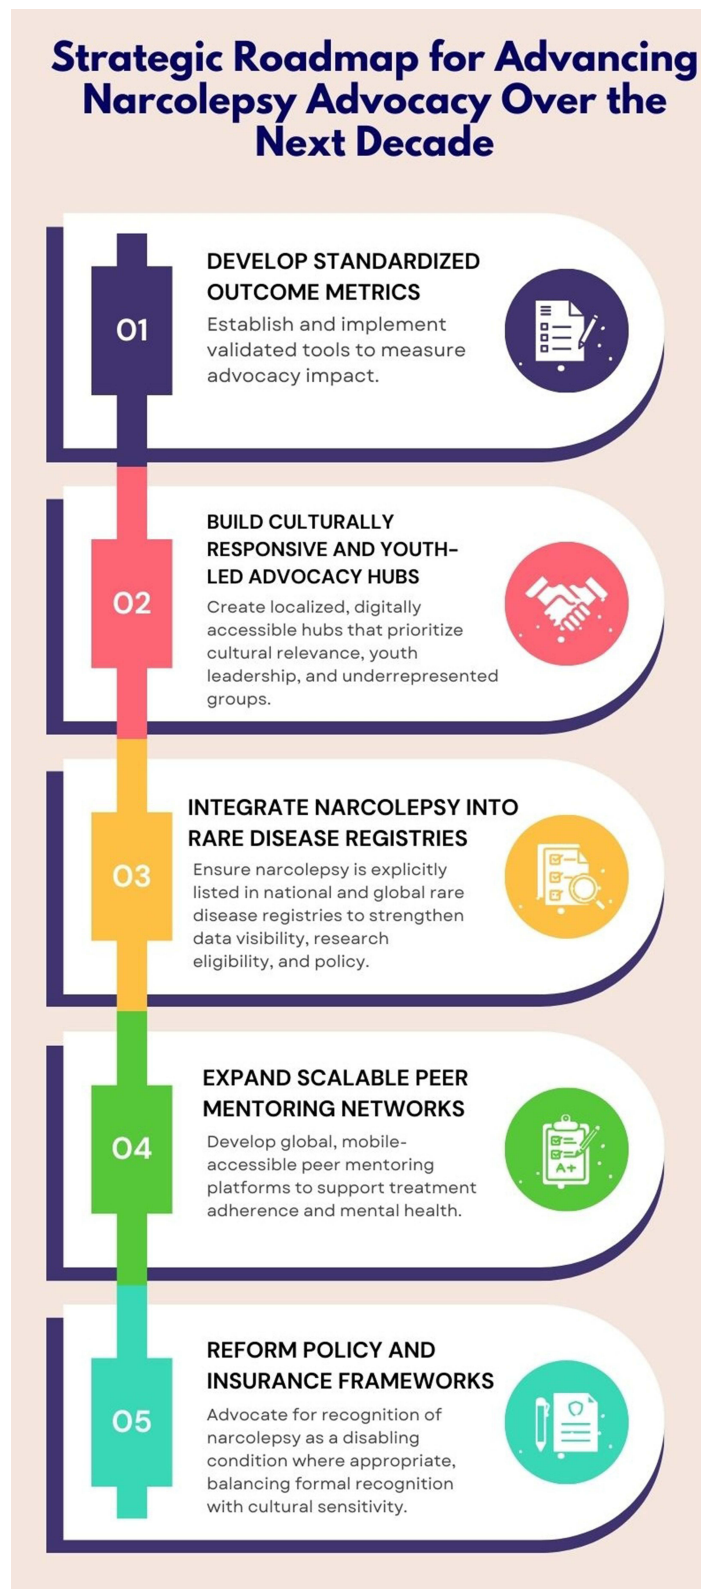 Strategic Roadmap for Advancing
Narcolepsy Advocacy Over the
Next Decade
01
DEVELOP STANDARDIZED
OUTCOME METRICS
Establish and implement
validated tools to measure
advocacy impact.
02
BUILD CULTURALLY
RESPONSIVE AND YOUTH-
LED ADVOCACY HUBS
Create localized, digitally
accessible hubs that prioritize
cultural relevance, youth
leadership, and underrepresented
groups.
03
INTEGRATE NARCOLEPSY INTO
RARE DISEASE REGISTRIES
Ensure narcolepsy is explicitly
listed in national and global rare
disease registries to strengthen
data visibility, research
eligibility, and policy.
04
EXPAND SCALABLE PEER
MENTORING NETWORKS
Develop global, mobile-
accessible peer mentoring
platforms to support treatment
adherence and mental health.
A+
05
REFORM POLICY AND
INSURANCE FRAMEWORKS
Advocate for recognition of
narcolepsy as a disabling
condition where appropriate,
balancing formal recognition
with cultural sensitivity.